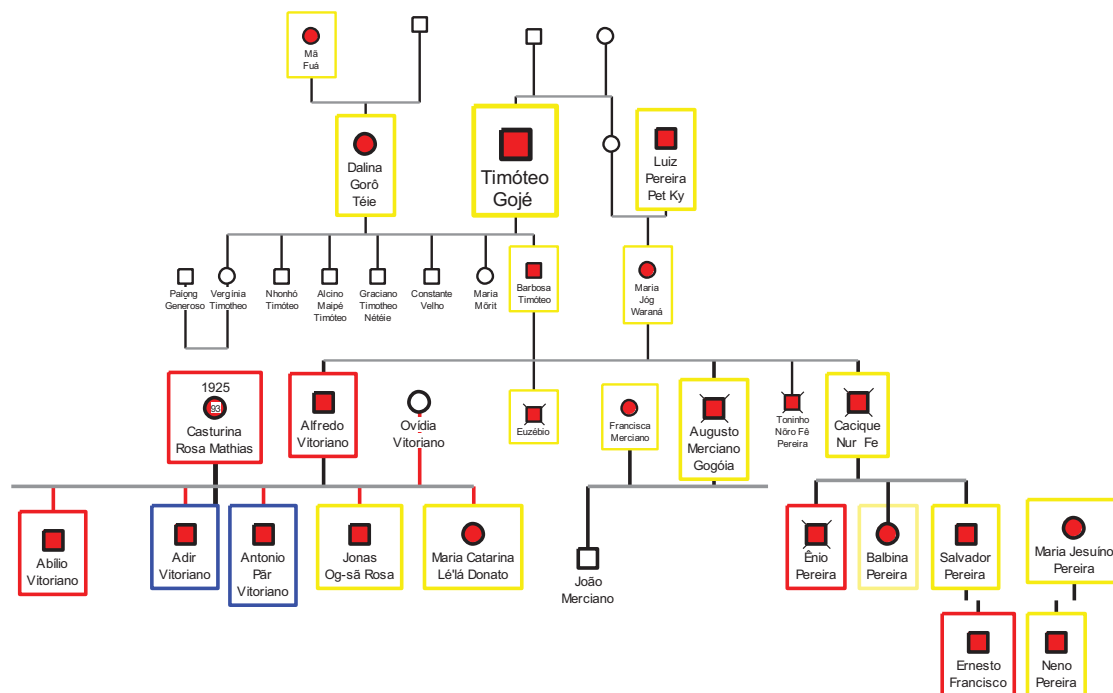 Mã
Fuá
Dalina
Gorô
Téie
Timóteo
Gojé
Luiz
Pereira
Pet Ky
Paíong
Generoso
Vergínia
Timotheo
Nhonhó
Timóteo
Alcino
Maipé
Timóteo
Graciano
Timotheo
Nétéie
Constante
Velho
Maria
Mõrit
Barbosa
Timóteo
Maria
Jóg
Waraná
1925
93
Casturina
Rosa Mathias
Alfredo
Vitoriano
Ovídia
Vitoriano
Euzébio
Francisca
Merciano
Augusto
Merciano
Gogóia
Toninho
Nõro Fê
Pereira
Cacique
Nur Fe
Abílio
Vitoriano
Adir
Vitoriano
Antonio
Pãr
Vitoriano
Jonas
Og-sã Rosa
Maria Catarina
Lé'lá Donato
João
Merciano
Ênio
Pereira
Balbina
Pereira
Salvador
Pereira
Maria Jesuíno
Pereira
Ernesto
Francisco
Neno
Pereira